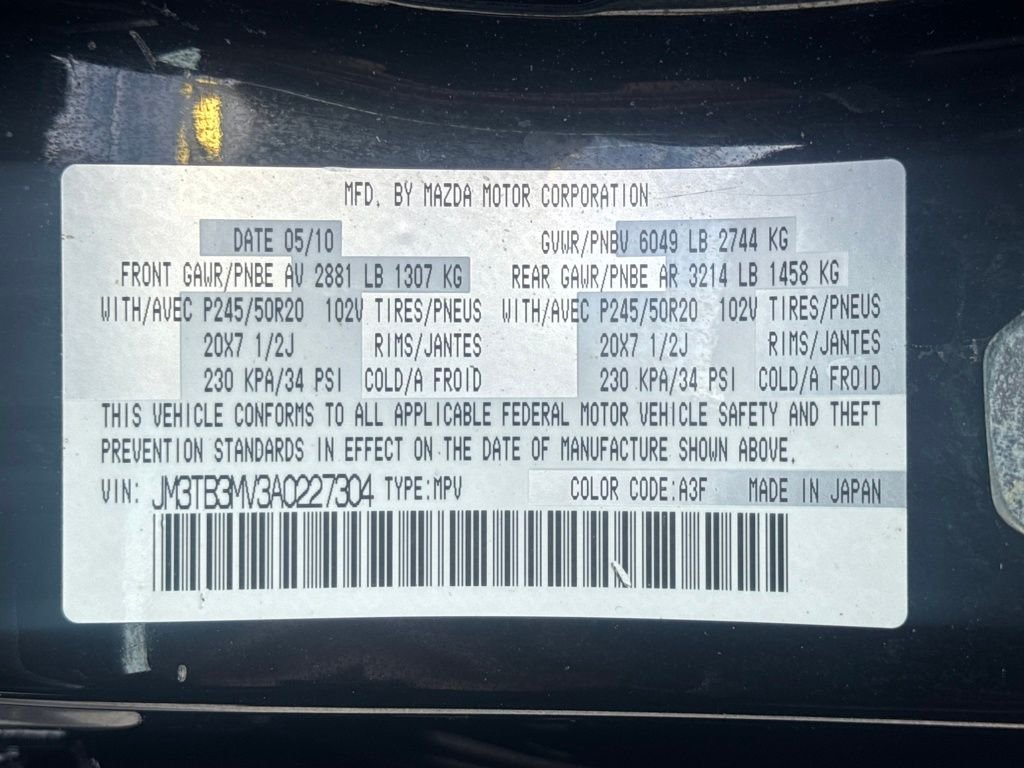 MFD. BY MAZDA MOTOR CORPORATION
DATE 05/10 GVWR/PNBV 6049 LB 2744 KG
FRONT GAWR/PNBE AV 2881 LB 1307 KG REAR GAWR/PNBE AR 3214 LB 1458 KG
WITH/AVEC P245/50R20 102V TIRES/PNEUS WITH/AVEC P245/50R20 102V TIRES/PNEUS
20X7 1/2J RIMS/JANTES 20X7 1/2J RIMS/JANTES
230 KPA/34 PSI COLD/A FROID 230 KPA/34 PSI COLD/A FROID
THIS VEHICLE CONFORMS TO ALL APPLICABLE FEDERAL MOTOR VEHICLE SAFETY AND THEFT
PREVENTION STANDARDS IN EFFECT ON THE DATE OF MANUFACTURE SHOWN ABOVE.
VIN: JM3TB3MV3A0227304 TYPE:MPV COLOR CODE:A3F MADE IN JAPAN